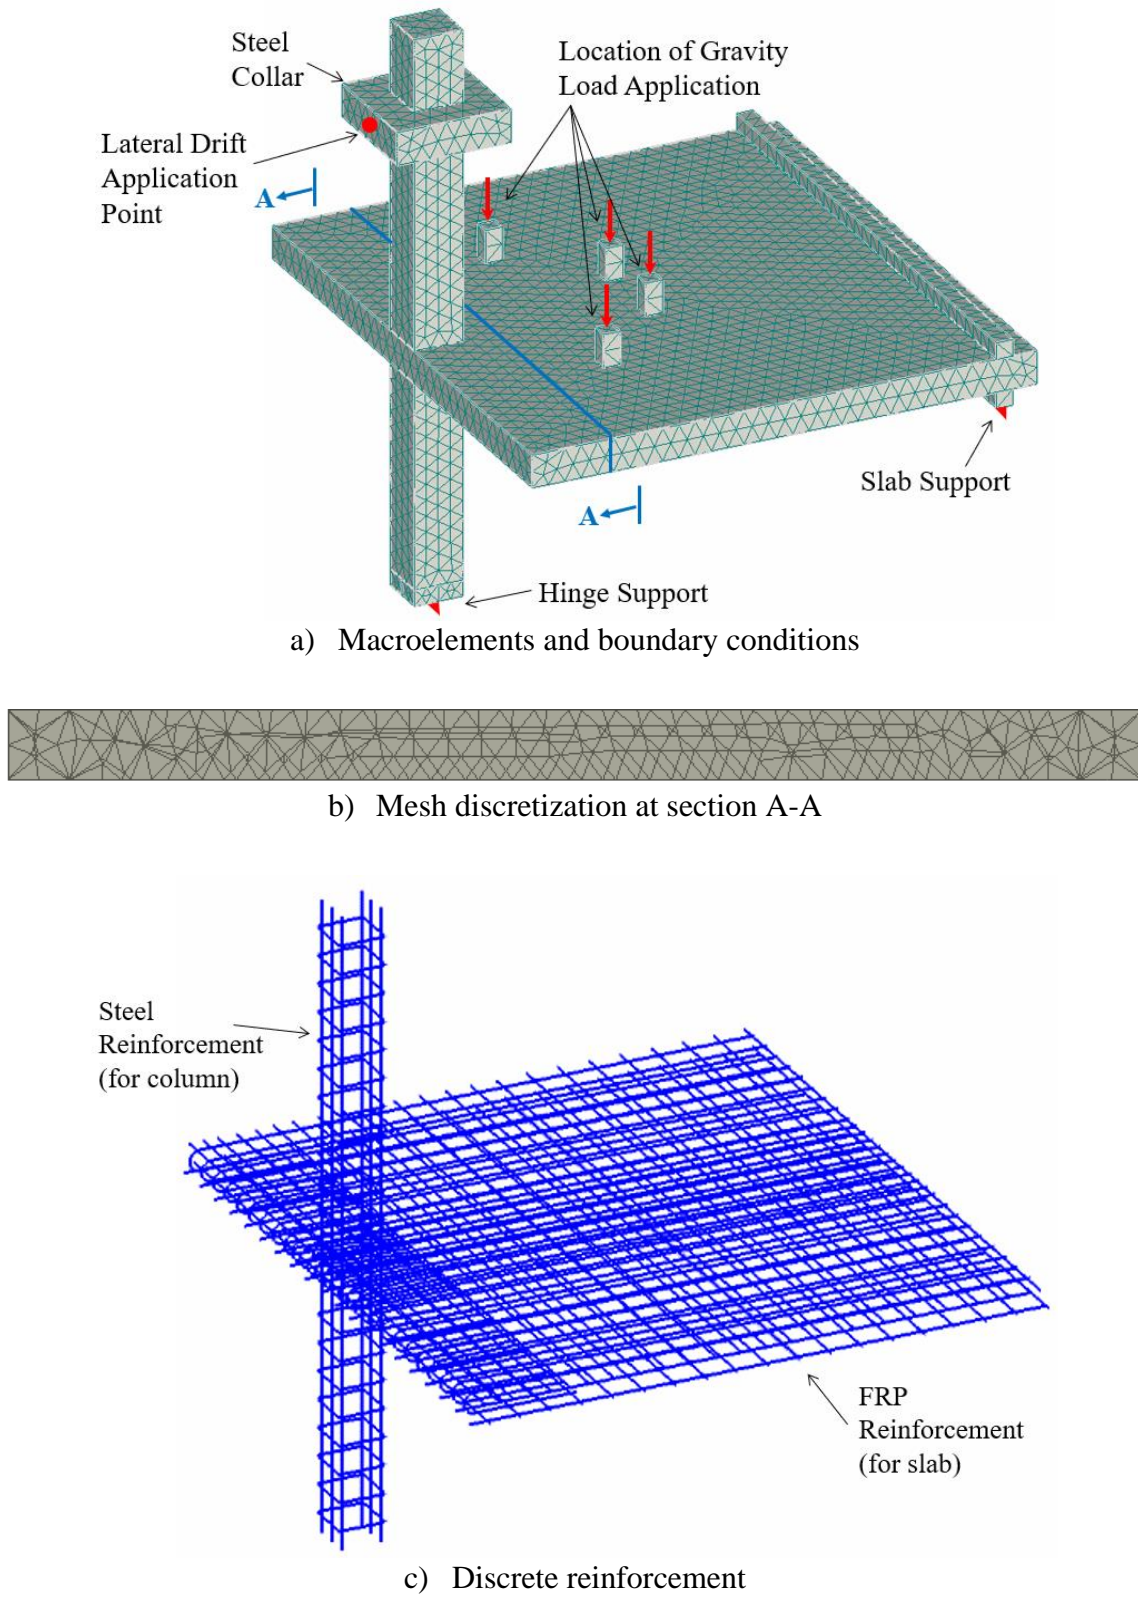 Steel
Collar
Location of Gravity
Load Application
Lateral Drift
Application
Point
A
A
Slab Support
Hinge Support
a) Macroelements and boundary conditions
b) Mesh discretization at section A-A
Steel
Reinforcement
(for column)
FRP
Reinforcement
(for slab)
c) Discrete reinforcement